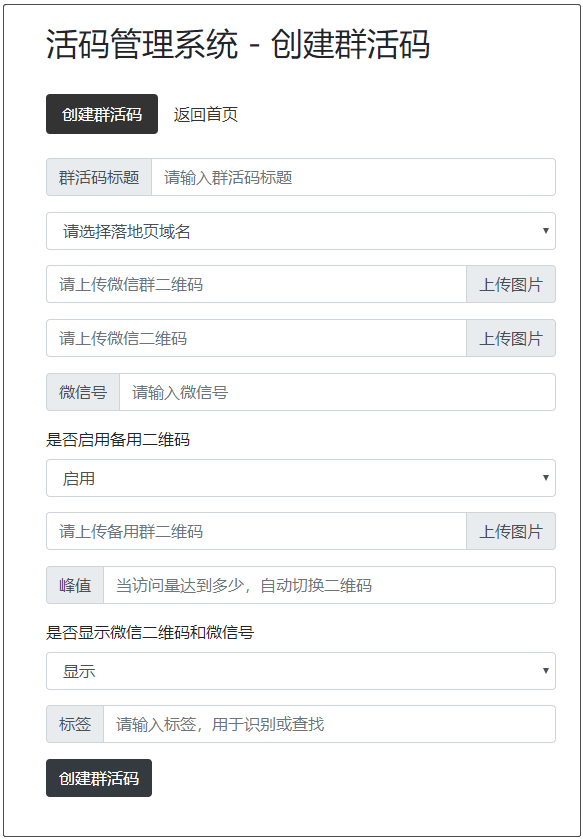 活码管理系统 - 创建群活码
创建群活码 返回首页
群活码标题 请输入群活码标题
请选择落地页域名
请上传微信群二维码 上传图片
请上传微信二维码 上传图片
微信号 请输入微信号
是否启用备用二维码
启用
请上传备用群二维码 上传图片
峰值 当访问量达到多少，自动切换二维码
是否显示微信二维码和微信号
显示
标签 请输入标签，用于识别或查找
创建群活码